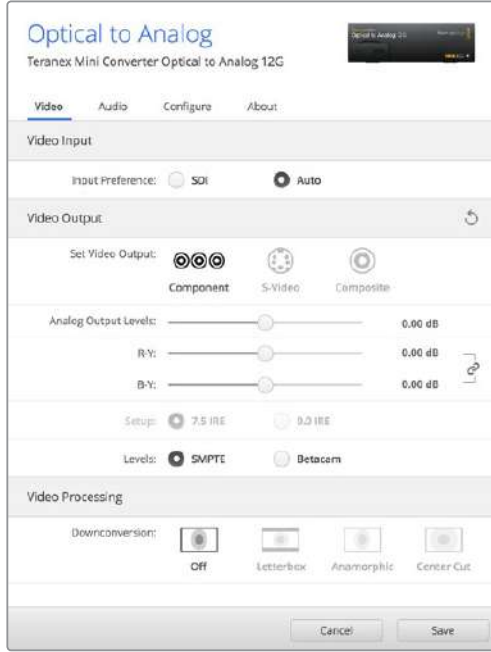 Optical to Analog
Teranex Mini Converter Optical to Analog 12G
Video Audio Configure About
Video Input
Input Preference: SDI Auto
Video Output
Set Video Output:
Component S-Video Composite
Analog Output Levels: 0.00 dB
R-Y: 0.00 dB
B-Y: 0.00 dB
Setup: 7.5 IRE 0.0 IRE
Levels: SMPTE Betacam
Video Processing
Downconversion:
Off Letterbox Anamorphic Center Cut
Cancel Save